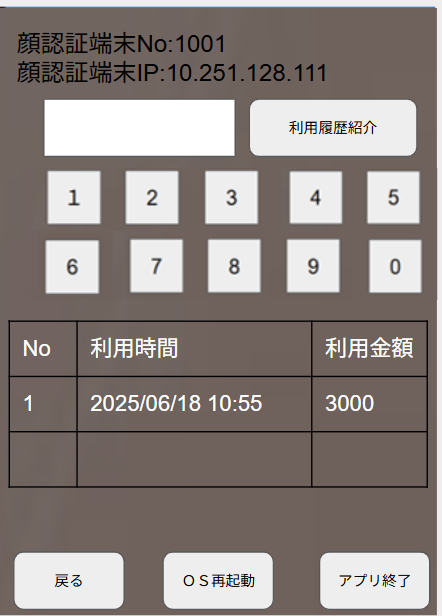 顔認証端末No:1001
顔認証端末IP:10.251.128.111
利用履歴紹介
1 2 3 4 5
6 7 8 9 0
No 利用時間 利用金額
1 2025/06/18 10:55 3000
戻る ＯＳ再起動 アプリ終了